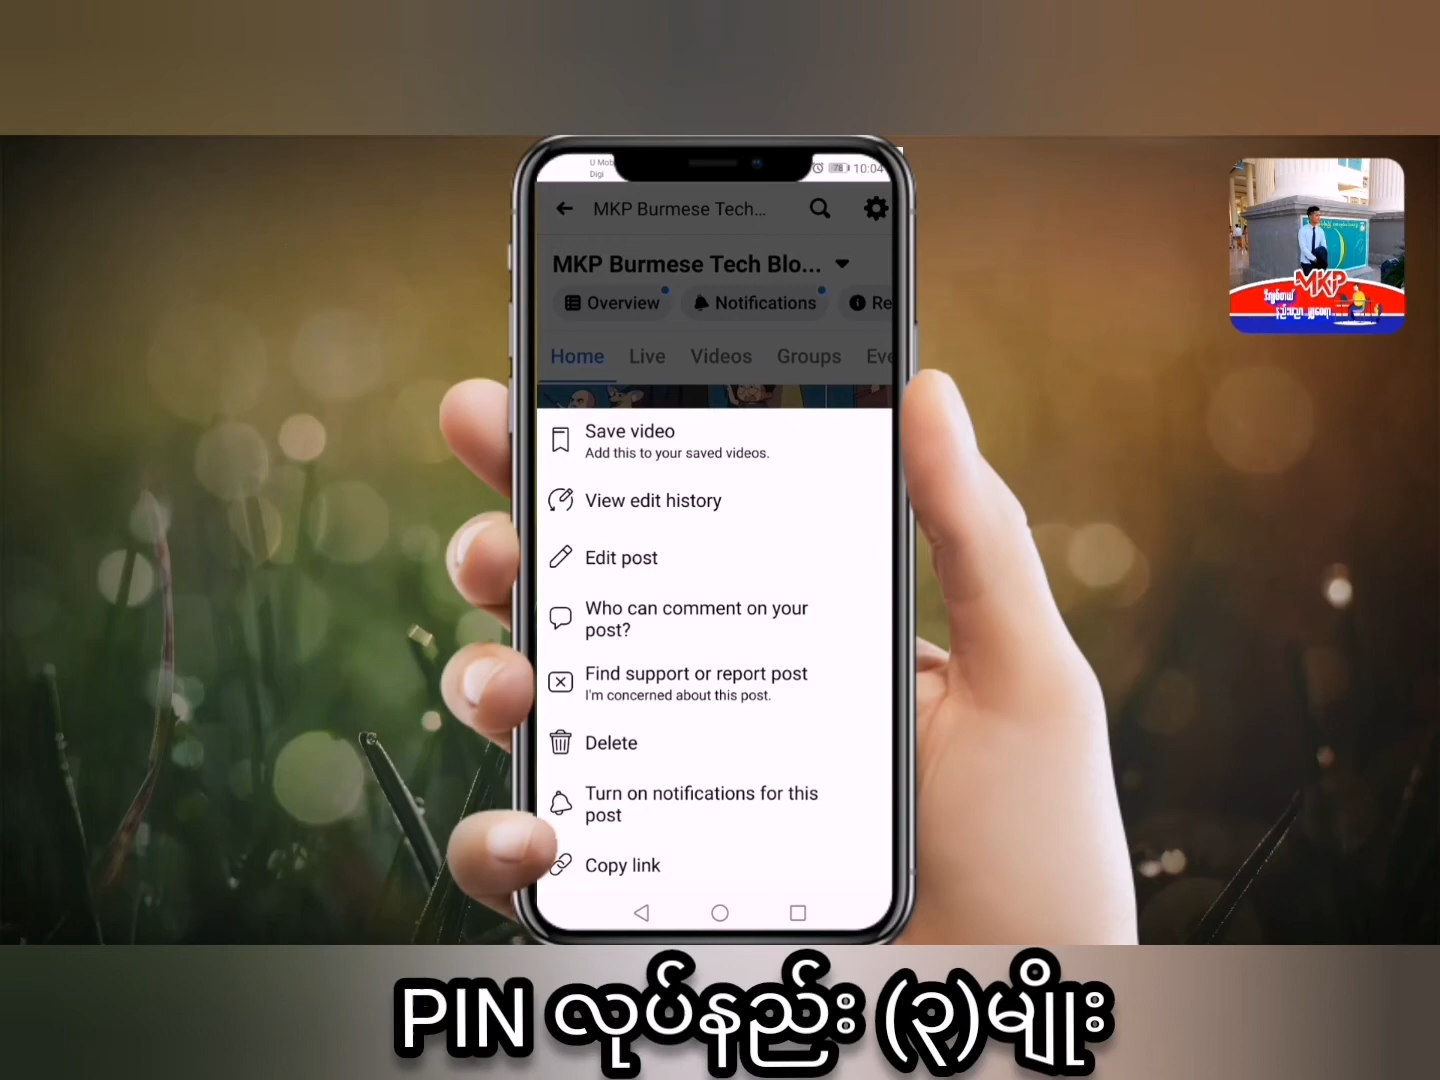 U Mob
Digi
78 10:04
MKP Burmese Tech...
MKP Burmese Tech Blo...
Overview
Notifications
Re
Home Live Videos Groups Eve
Save video
Add this to your saved videos.
View edit history
Edit post
Who can comment on your
post?
Find support or report post
I'm concerned about this post.
Delete
Turn on notifications for this
post
Copy link
MKP
PIN လုပ်နည်း (၃)မျိုး